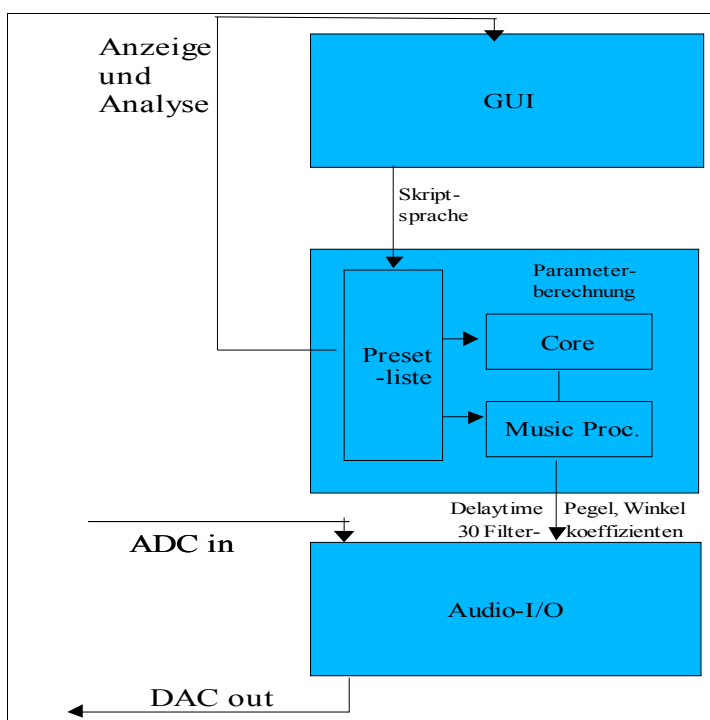 Anzeige
und
Analyse
GUI
Skript-
sprache
Parameter-
berechnung
Preset
-liste
Core
Music Proc.
Delaytime Pegel, Winkel
30 Filter- koeffizienten
ADC in
Audio-I/O
DAC out